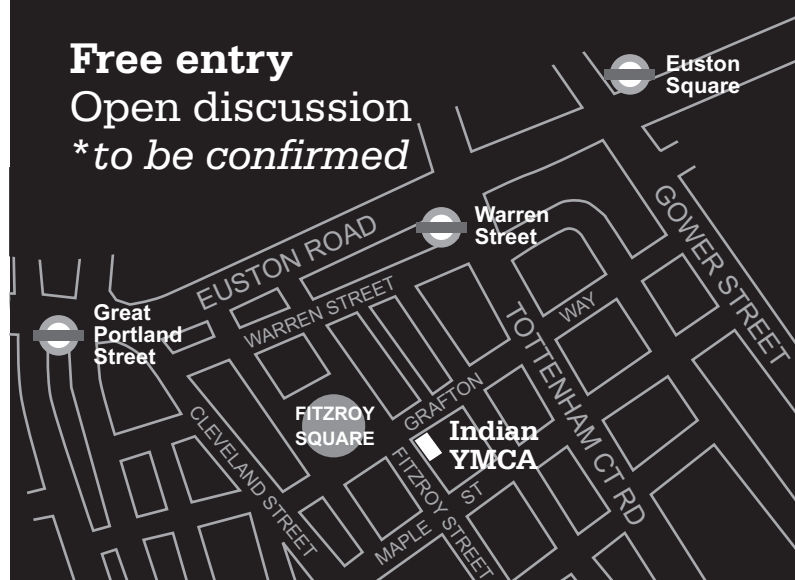 Free entry
Open discussion
*to be confirmed
Euston
Square
Warren
Street
EUSTON ROAD
GOWER STREET
WARREN STREET
Great
Portland
Street
WAY
TOTTENHAM CT RD
GRAFTON
FITZROY
SQUARE
Indian
YMCA
CLEVELAND STREET
FITZROY STREET
MAPLE ST